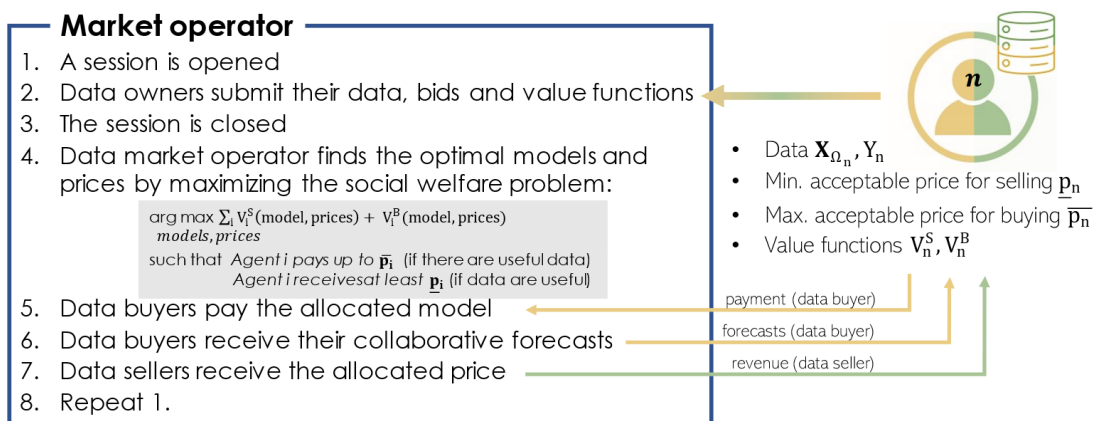 Market operator
1. A session is opened
2. Data owners submit their data, bids and value functions
3. The session is closed
4. Data market operator finds the optimal models and
prices by maximizing the social welfare problem:
arg max ∑ᵢ Vᵢˢ(model, prices) + Vᵢᴮ(model, prices)
models,prices
such that Agent i pays up to p̅ᵢ (if there are useful data)
Agent i receivesat least p̲ᵢ (if data are useful)
5. Data buyers pay the allocated model
6. Data buyers receive their collaborative forecasts
7. Data sellers receive the allocated price
8. Repeat 1.
n
• Data X_Ωₙ, Yₙ
• Min. acceptable price for selling p̲ₙ
• Max. acceptable price for buying p̅ₙ
• Value functions Vₙˢ, Vₙᴮ
payment (data buyer)
forecasts (data buyer)
revenue (data seller)